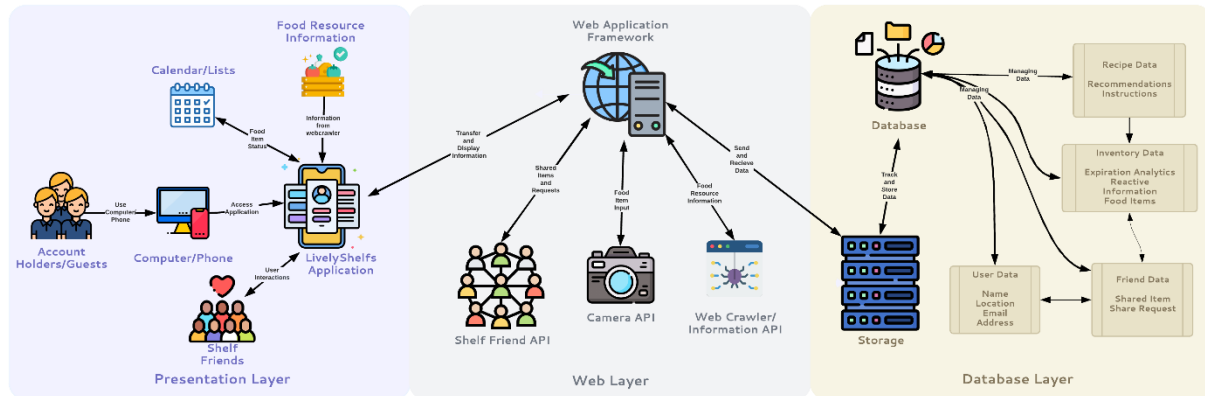 Food Resource
Information
Calendar/Lists
Food
Item
Status
Information
from
webcrawler
Account
Holders/Guests
Use
Computer/
Phone
Computer/Phone
Access
Application
LivelyShelfs
Application
User
Interactions
Shelf
Friends
Presentation Layer
Transfer
and
Display
Information
Web Application
Framework
Shared
Items
and
Requests
Food
Item
Input
Food
Resource
Information
Send
and
Recieve
Data
Shelf Friend API
Camera API
Web Crawler/
Information API
Web Layer
Database
Managing
Data
Managing
Data
Track
and
Store
Data
Storage
Recipe Data
Recommendations
Instructions
Inventory Data
Expiration Analytics
Reactive
Information
Food Items
User Data
Name
Location
Email
Address
Friend Data
Shared Item
Share Request
Database Layer